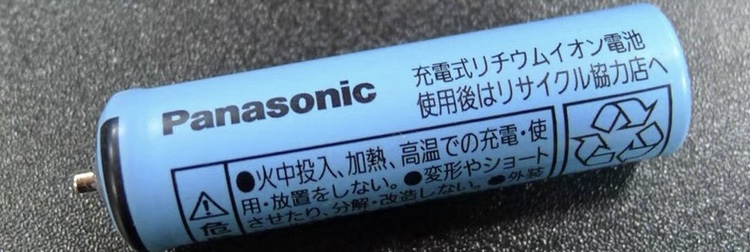 Panasonic
充電式リチウムイオン電池
使用後はリサイクル協力店へ
危
●火中投入、加熱、高温での充電・使
用・放置をしない。●変形やショート
させたり、分解・改造しない。●外装